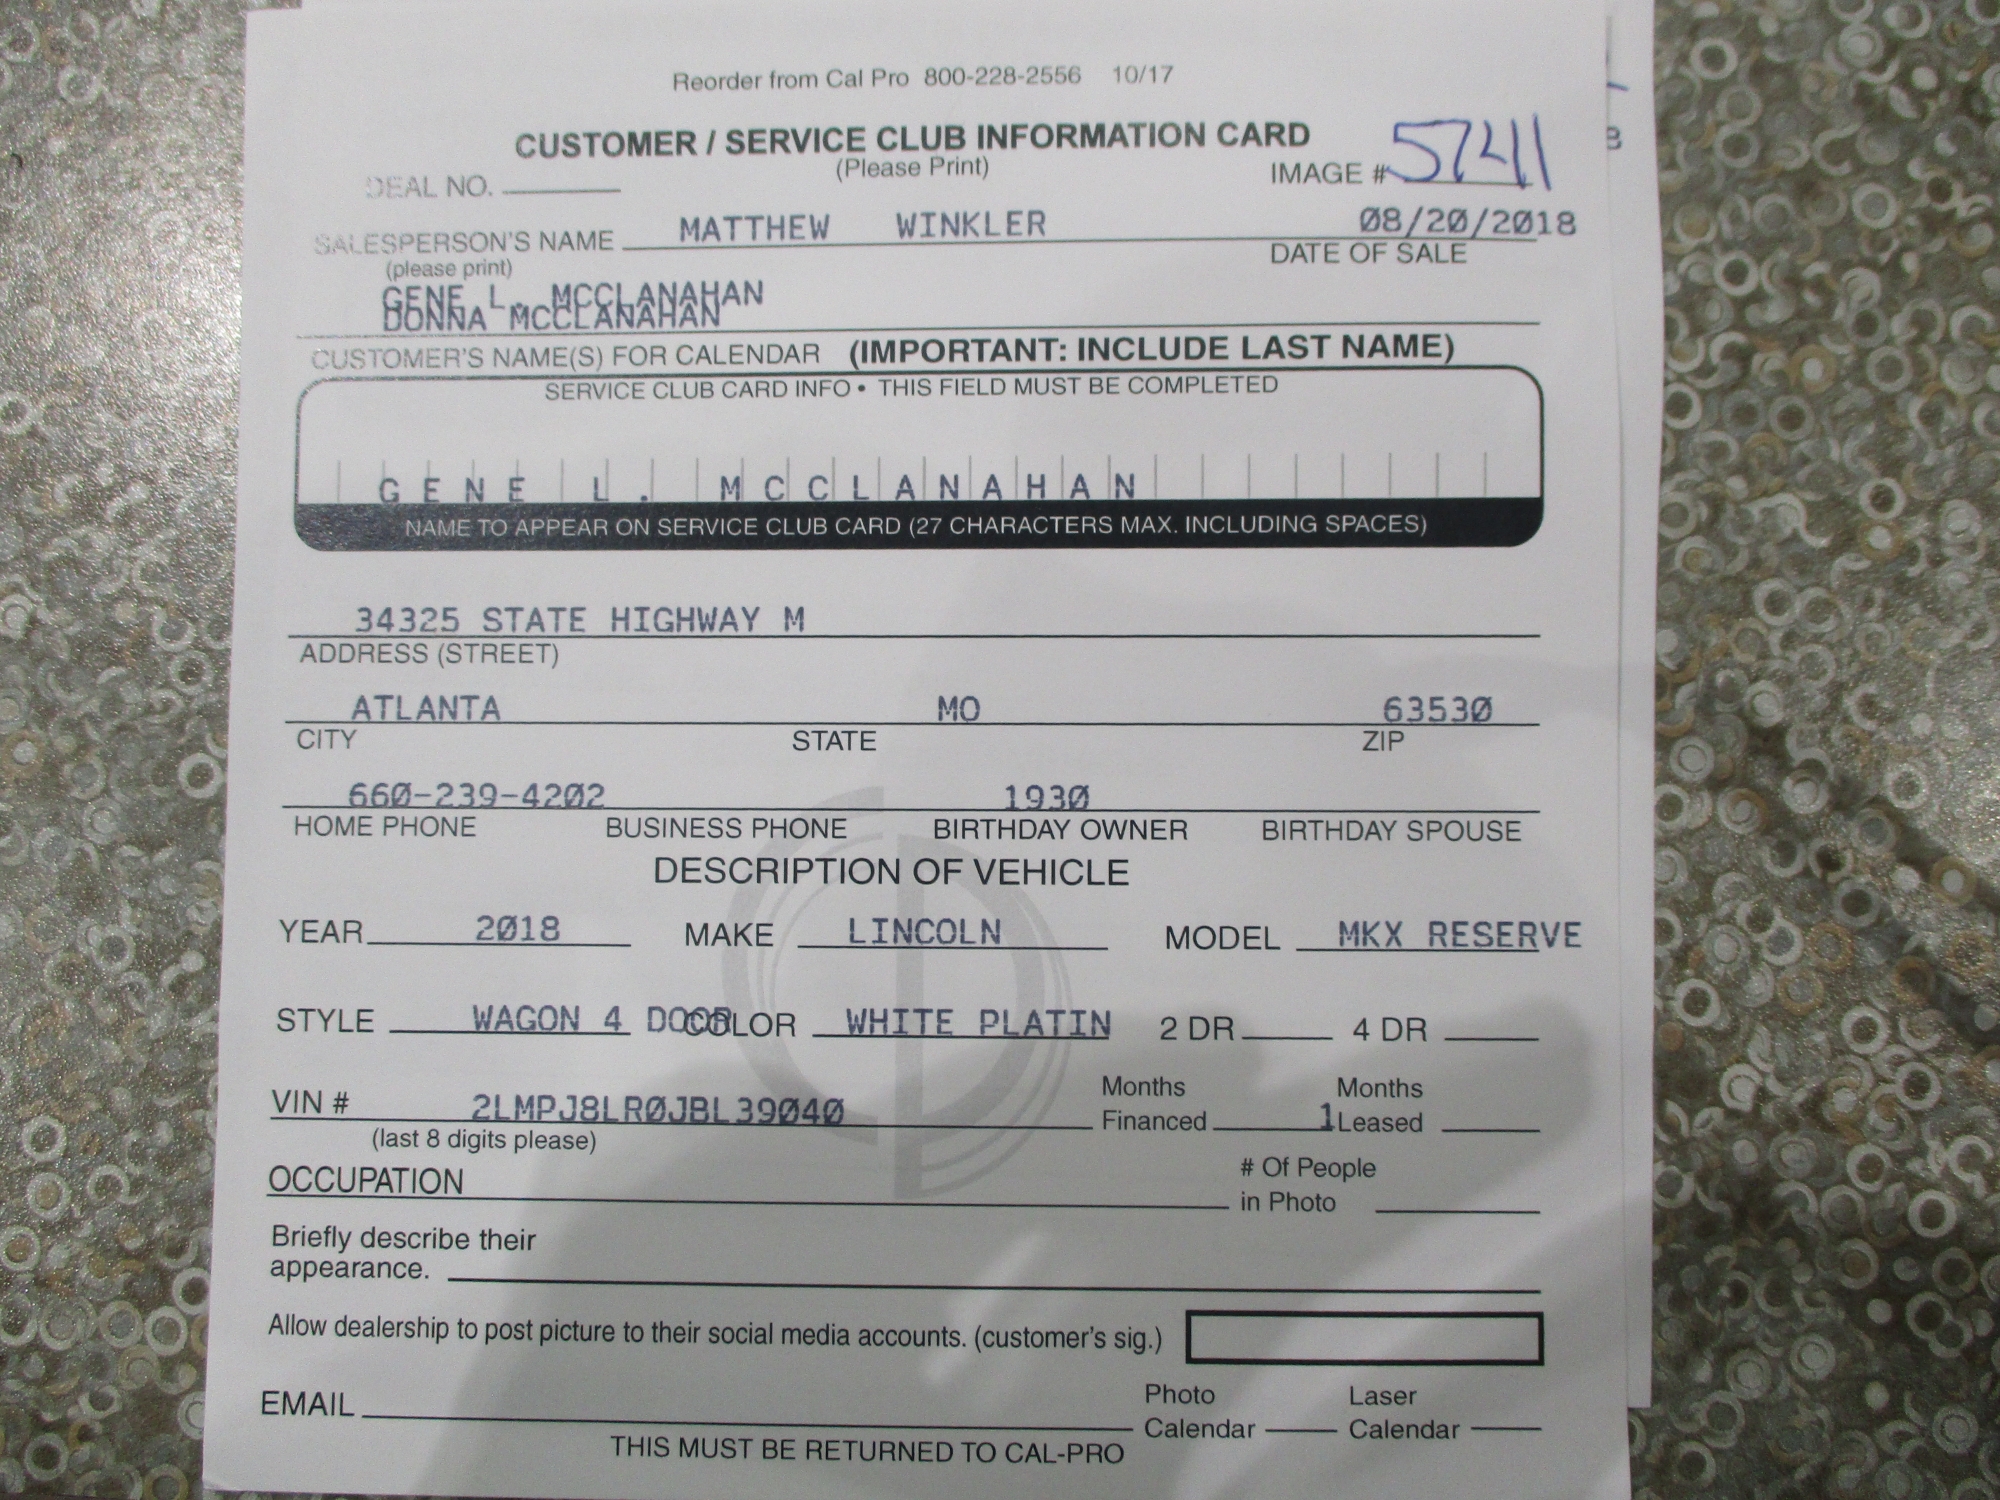 Reorder from Cal Pro 800-228-2556 10/17
CUSTOMER / SERVICE CLUB INFORMATION CARD
(Please Print)
DEAL NO. IMAGE # 5741
SALESPERSON'S NAME MATTHEW WINKLER 08/20/2018
(please print) DATE OF SALE
GENE L. MCCLANAHAN
DONNA MCCLANAHAN
CUSTOMER'S NAME(S) FOR CALENDAR (IMPORTANT: INCLUDE LAST NAME)
SERVICE CLUB CARD INFO • THIS FIELD MUST BE COMPLETED
GENE L. MCCLANAHAN
NAME TO APPEAR ON SERVICE CLUB CARD (27 CHARACTERS MAX. INCLUDING SPACES)
34325 STATE HIGHWAY M
ADDRESS (STREET)
ATLANTA MO 63530
CITY STATE ZIP
660-239-4202 1930
HOME PHONE BUSINESS PHONE BIRTHDAY OWNER BIRTHDAY SPOUSE
DESCRIPTION OF VEHICLE
YEAR 2018 MAKE LINCOLN MODEL MKX RESERVE
STYLE WAGON 4 DOOR COLOR WHITE PLATIN 2 DR 4 DR
VIN # 2LMPJ8LR0JBL39040 Months Financed 1 Months Leased
(last 8 digits please)
OCCUPATION # Of People in Photo
Briefly describe their
appearance.
Allow dealership to post picture to their social media accounts. (customer's sig.)
EMAIL Photo Calendar Laser Calendar
THIS MUST BE RETURNED TO CAL-PRO